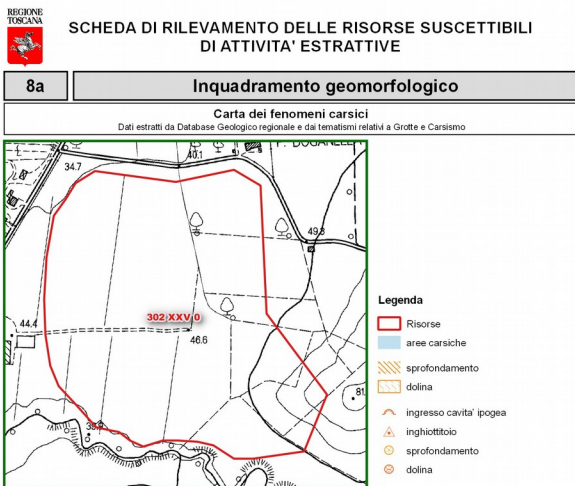 REGIONE
TOSCANA
SCHEDA DI RILEVAMENTO DELLE RISORSE SUSCETTIBILI
DI ATTIVITA' ESTRATTIVE
8a
Inquadramento geomorfologico
Carta dei fenomeni carsici
Dati estratti da Database Geologico regionale e dai tematismi relativi a Grotte e Carsismo
40.1
34.7
49.3
302 XXV 0
44.4
46.6
81
Legenda
Risorse
aree carsiche
sprofondamento
dolina
ingresso cavita' ipogea
inghiottitoio
sprofondamento
dolina